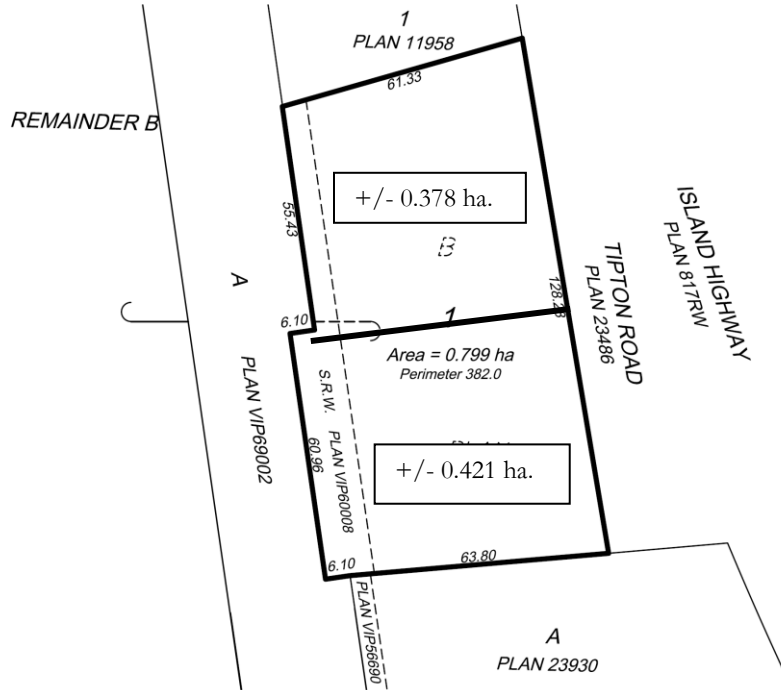 1
PLAN 11958
61.33
REMAINDER B
+/- 0.378 ha.
55.43
B
ISLAND HIGHWAY
PLAN 817RW
TIPTON ROAD
PLAN 23486
A
128.23
6.10
1
Area = 0.799 ha
Perimeter 382.0
PLAN VIP69002
S.R.W. PLAN VIP60008
60.96
+/- 0.421 ha.
6.10
63.80
PLAN VIP56690
A
PLAN 23930